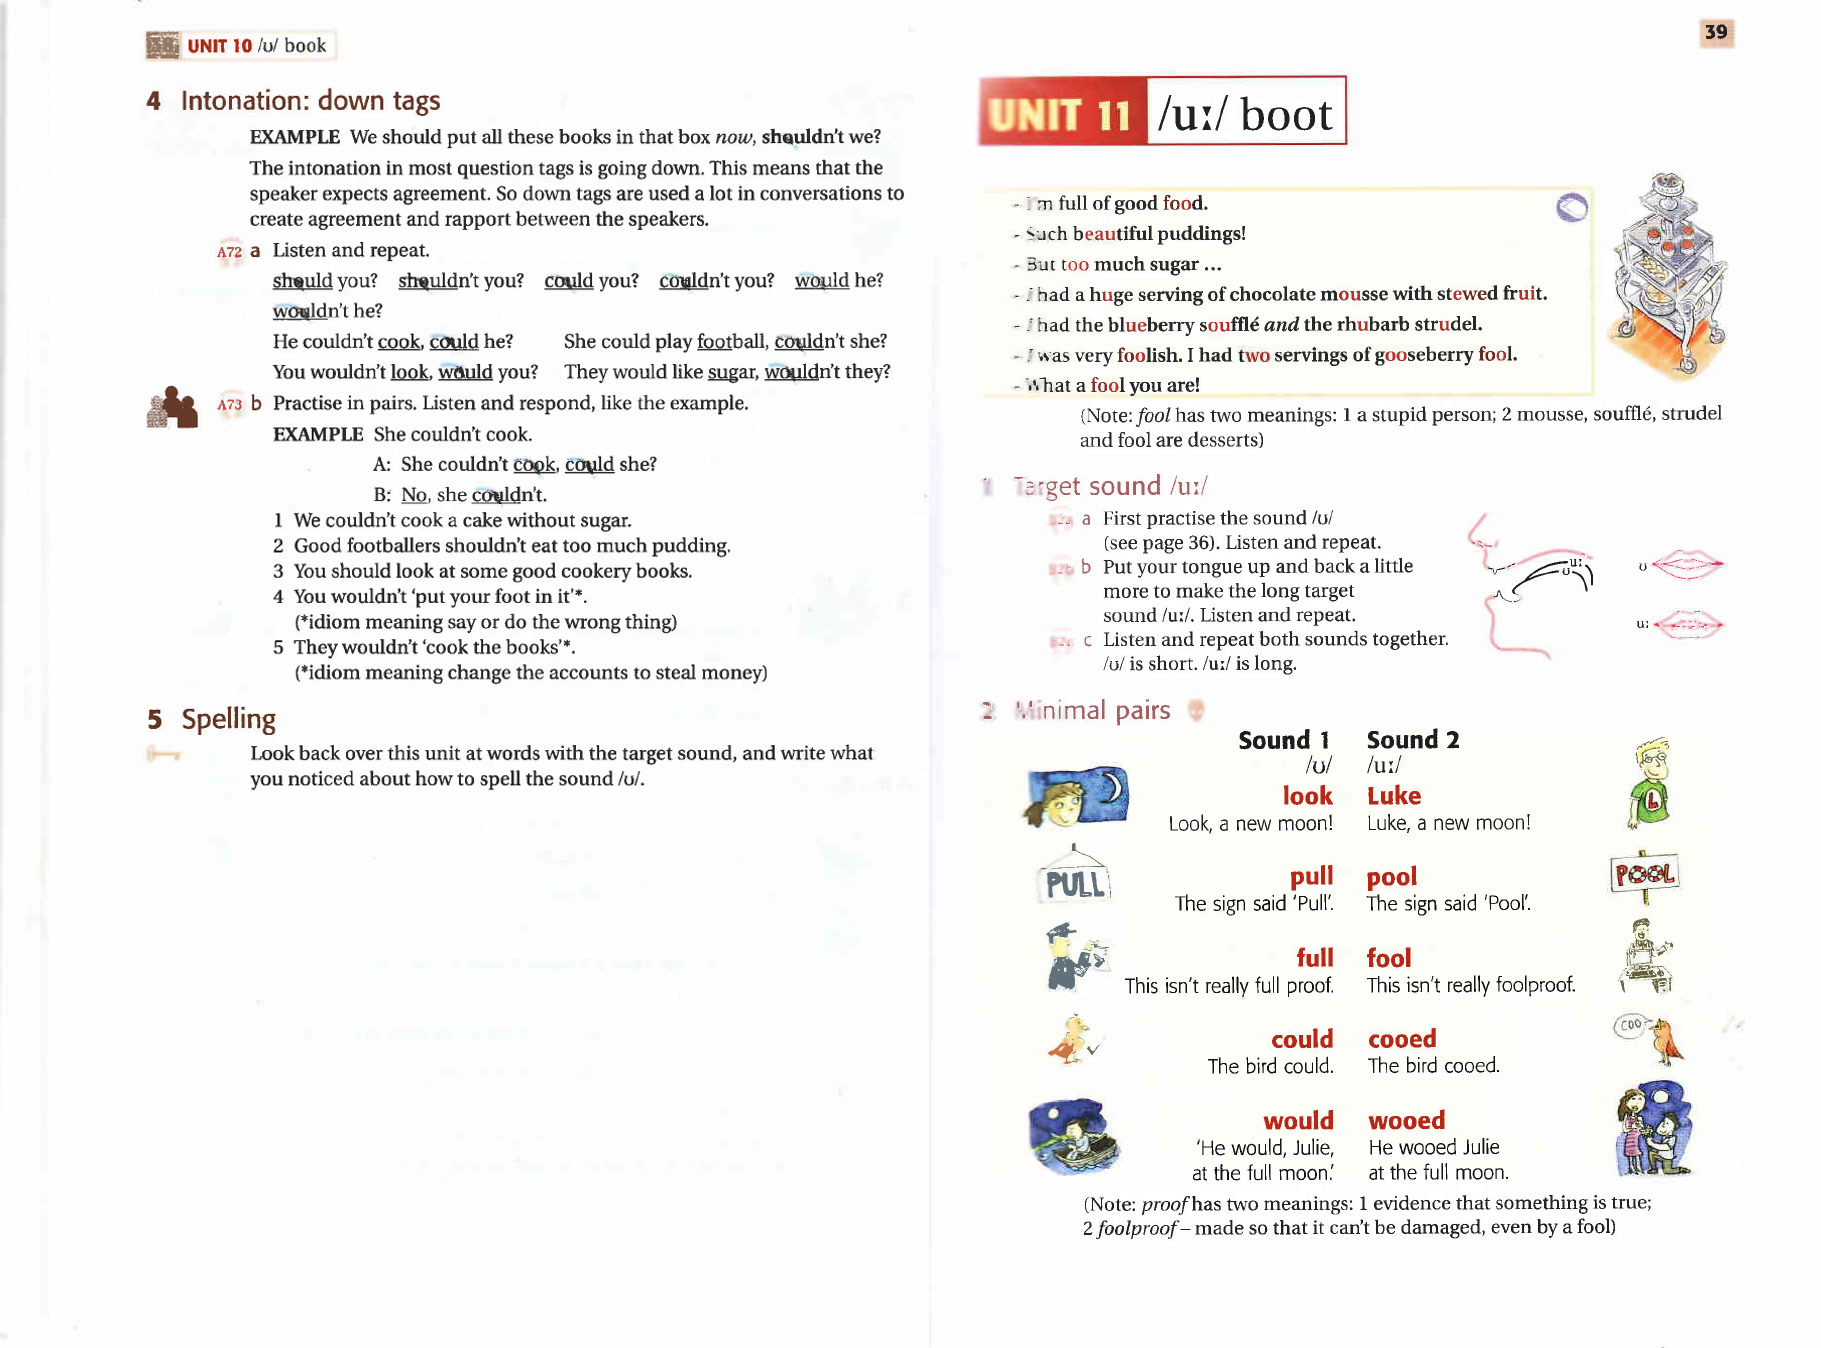 38 UNIT 10 /ʊ/ book
4 Intonation: down tags
EXAMPLE We should put all these books in that box now, shouldn't we?
The intonation in most question tags is going down. This means that the
speaker expects agreement. So down tags are used a lot in conversations to
create agreement and rapport between the speakers.
A72 a Listen and repeat.
should you? shouldn't you? could you? couldn't you? would he?
wouldn't he?
He couldn't cook, could he? She could play football, couldn't she?
You wouldn't look, would you? They would like sugar, wouldn't they?
A73 b Practise in pairs. Listen and respond, like the example.
EXAMPLE She couldn't cook.
A: She couldn't cook, could she?
B: No, she couldn't.
1 We couldn't cook a cake without sugar.
2 Good footballers shouldn't eat too much pudding.
3 You should look at some good cookery books.
4 You wouldn't 'put your foot in it'*.
(*idiom meaning say or do the wrong thing)
5 They wouldn't 'cook the books'*.
(*idiom meaning change the accounts to steal money)
5 Spelling
Look back over this unit at words with the target sound, and write what
you noticed about how to spell the sound /ʊ/.
39
UNIT 11 /uː/ boot
- I'm full of good food.
- Such beautiful puddings!
- But too much sugar ...
- I had a huge serving of chocolate mousse with stewed fruit.
- I had the blueberry soufflé and the rhubarb strudel.
- I was very foolish. I had two servings of gooseberry fool.
- What a fool you are!
(Note: fool has two meanings: 1 a stupid person; 2 mousse, soufflé, strudel
and fool are desserts)
1 Target sound /uː/
a First practise the sound /ʊ/
(see page 36). Listen and repeat.
b Put your tongue up and back a little
more to make the long target
sound /uː/. Listen and repeat.
c Listen and repeat both sounds together.
/ʊ/ is short. /uː/ is long.
uː
ʊ
ʊ
uː
2 Minimal pairs
Sound 1 Sound 2
/ʊ/ /uː/
look Luke
Look, a new moon! Luke, a new moon!
L
PULL
pull pool
The sign said 'Pull'. The sign said 'Pool'.
POOL
full fool
This isn't really full proof. This isn't really foolproof.
could cooed
The bird could. The bird cooed.
COO
would wooed
'He would, Julie, He wooed Julie
at the full moon.' at the full moon.
(Note: proof has two meanings: 1 evidence that something is true;
2 foolproof – made so that it can't be damaged, even by a fool)